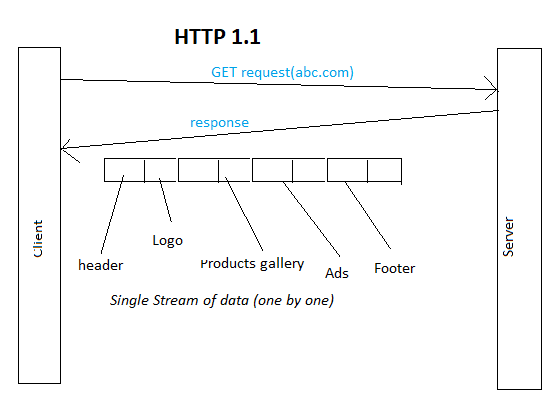 HTTP 1.1
GET request(abc.com)
response
Client
Server
header
Logo
Products gallery
Ads
Footer
Single Stream of data (one by one)